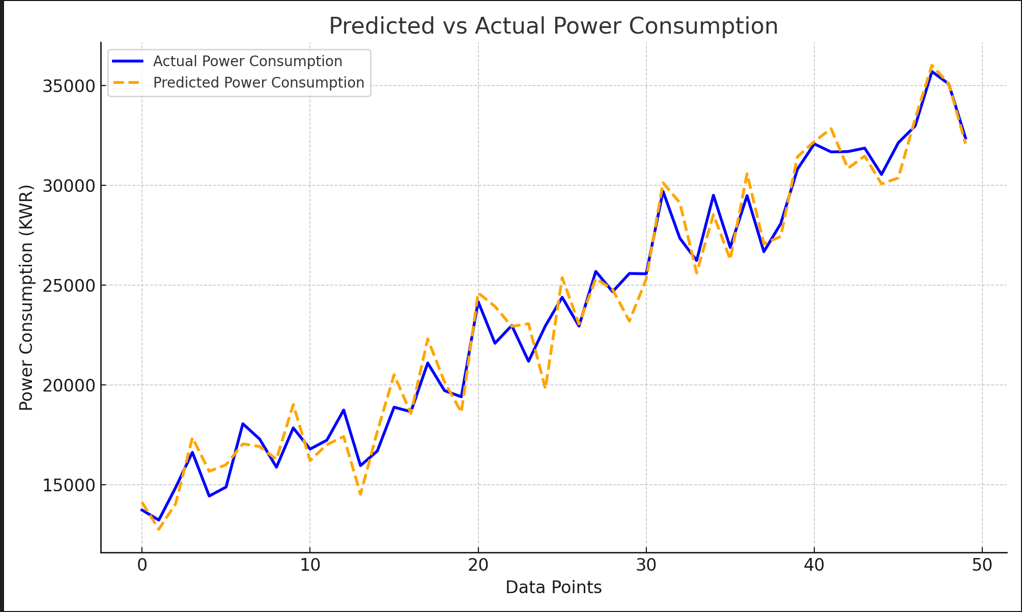 Predicted vs Actual Power Consumption
Actual Power Consumption
Predicted Power Consumption
Power Consumption (KWR)
35000
30000
25000
20000
15000
0 10 20 30 40 50
Data Points